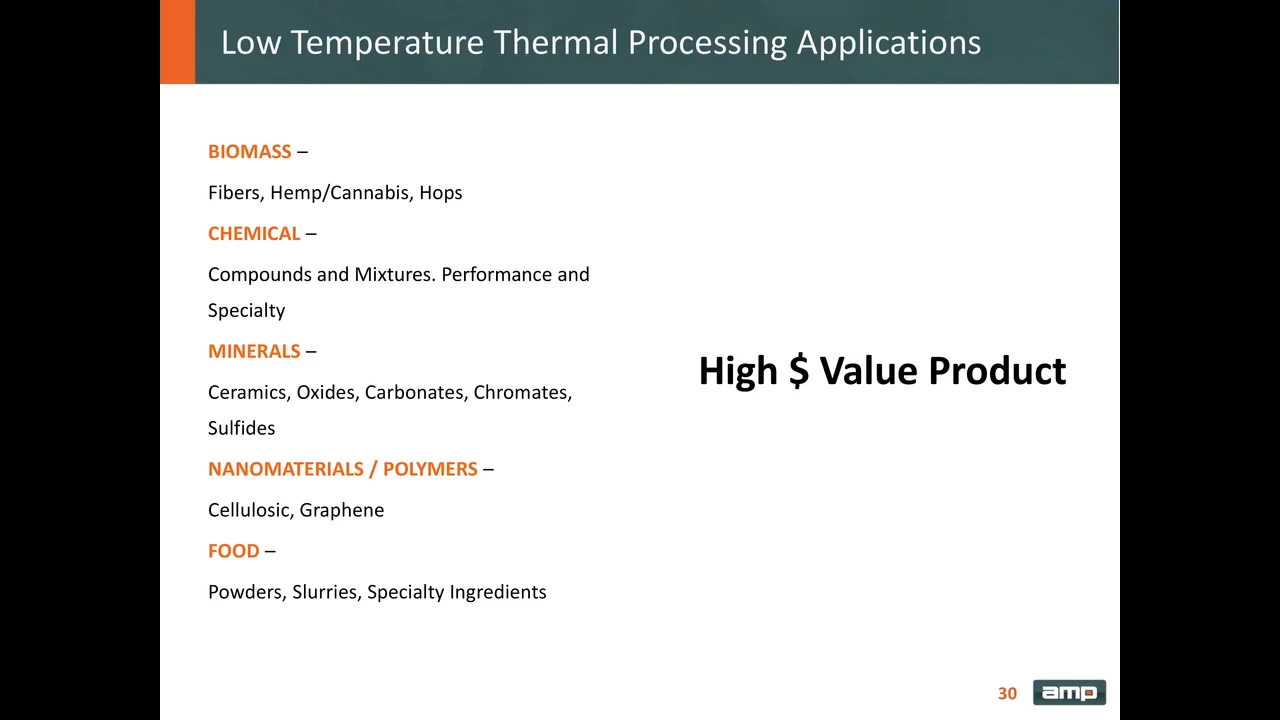 Low Temperature Thermal Processing Applications
BIOMASS –
Fibers, Hemp/Cannabis, Hops
CHEMICAL –
Compounds and Mixtures. Performance and
Specialty
MINERALS –
Ceramics, Oxides, Carbonates, Chromates,
Sulfides
NANOMATERIALS / POLYMERS –
Cellulosic, Graphene
FOOD –
Powders, Slurries, Specialty Ingredients
High $ Value Product
30
amp